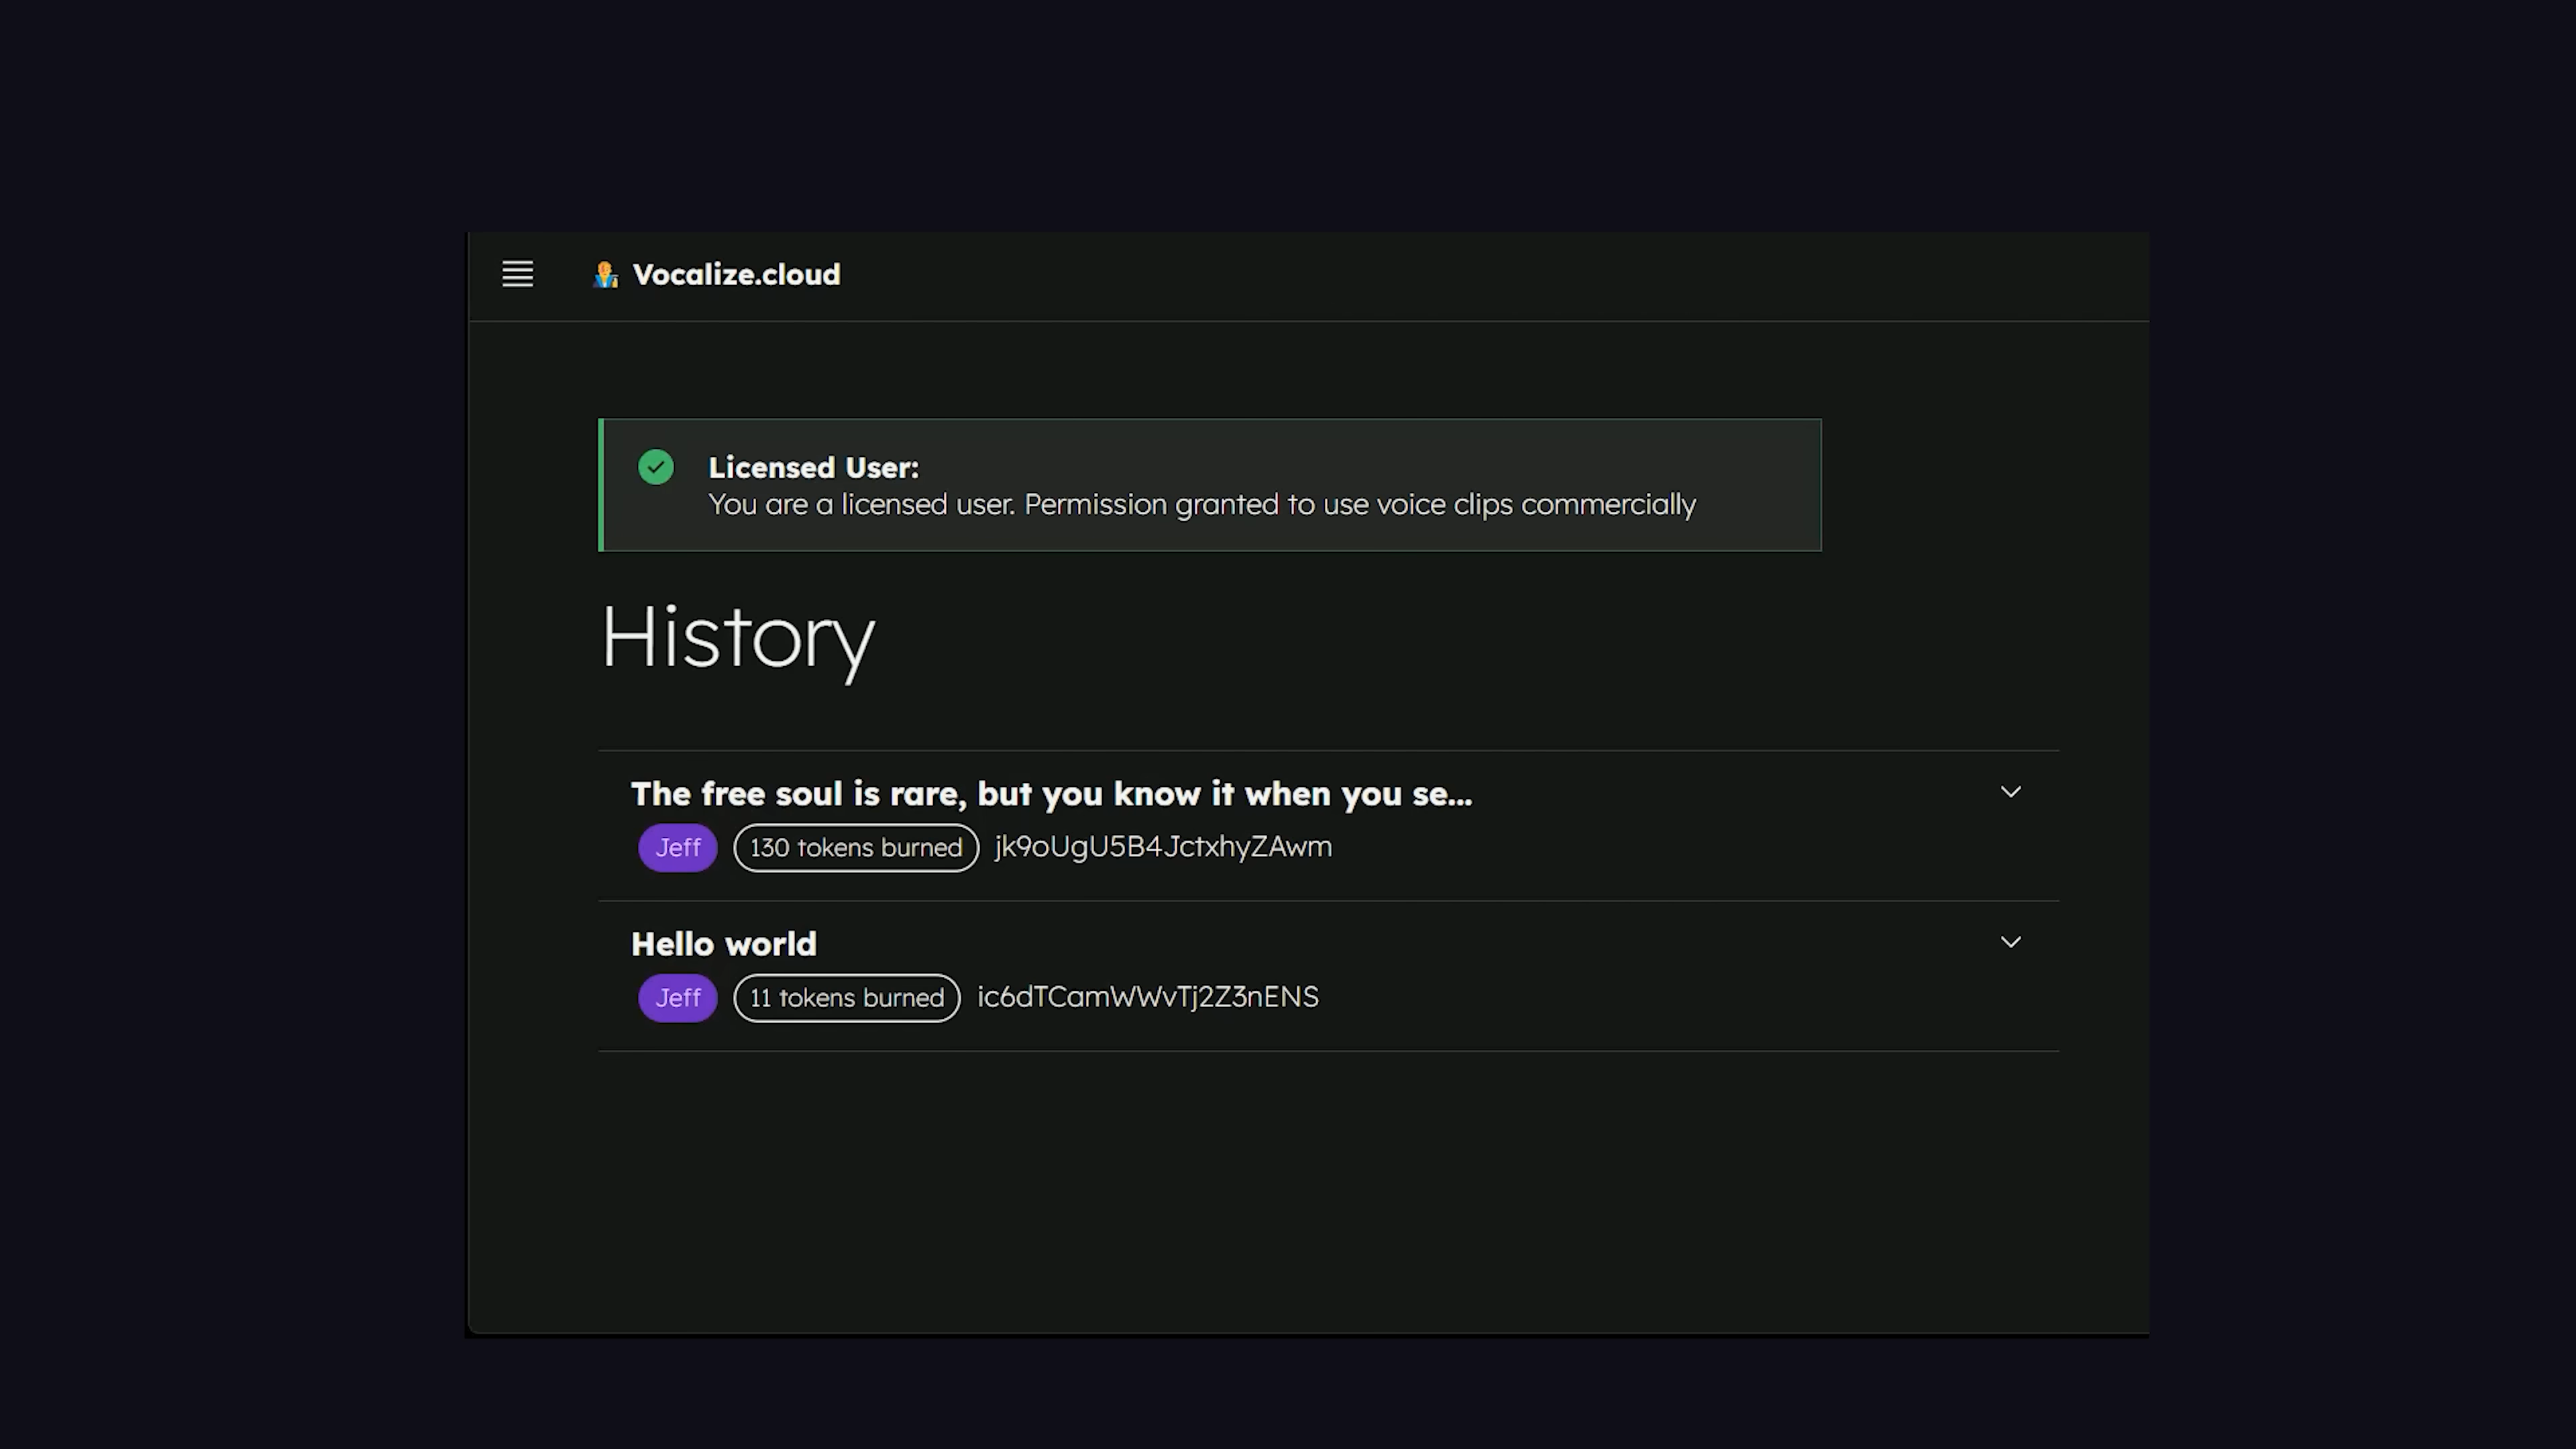 Vocalize.cloud
Licensed User:
You are a licensed user. Permission granted to use voice clips commercially
History
The free soul is rare, but you know it when you se...
Jeff 130 tokens burned jk9oUgU5B4JctxhyZAwm
Hello world
Jeff 11 tokens burned ic6dTCamWWvTj2Z3nENS